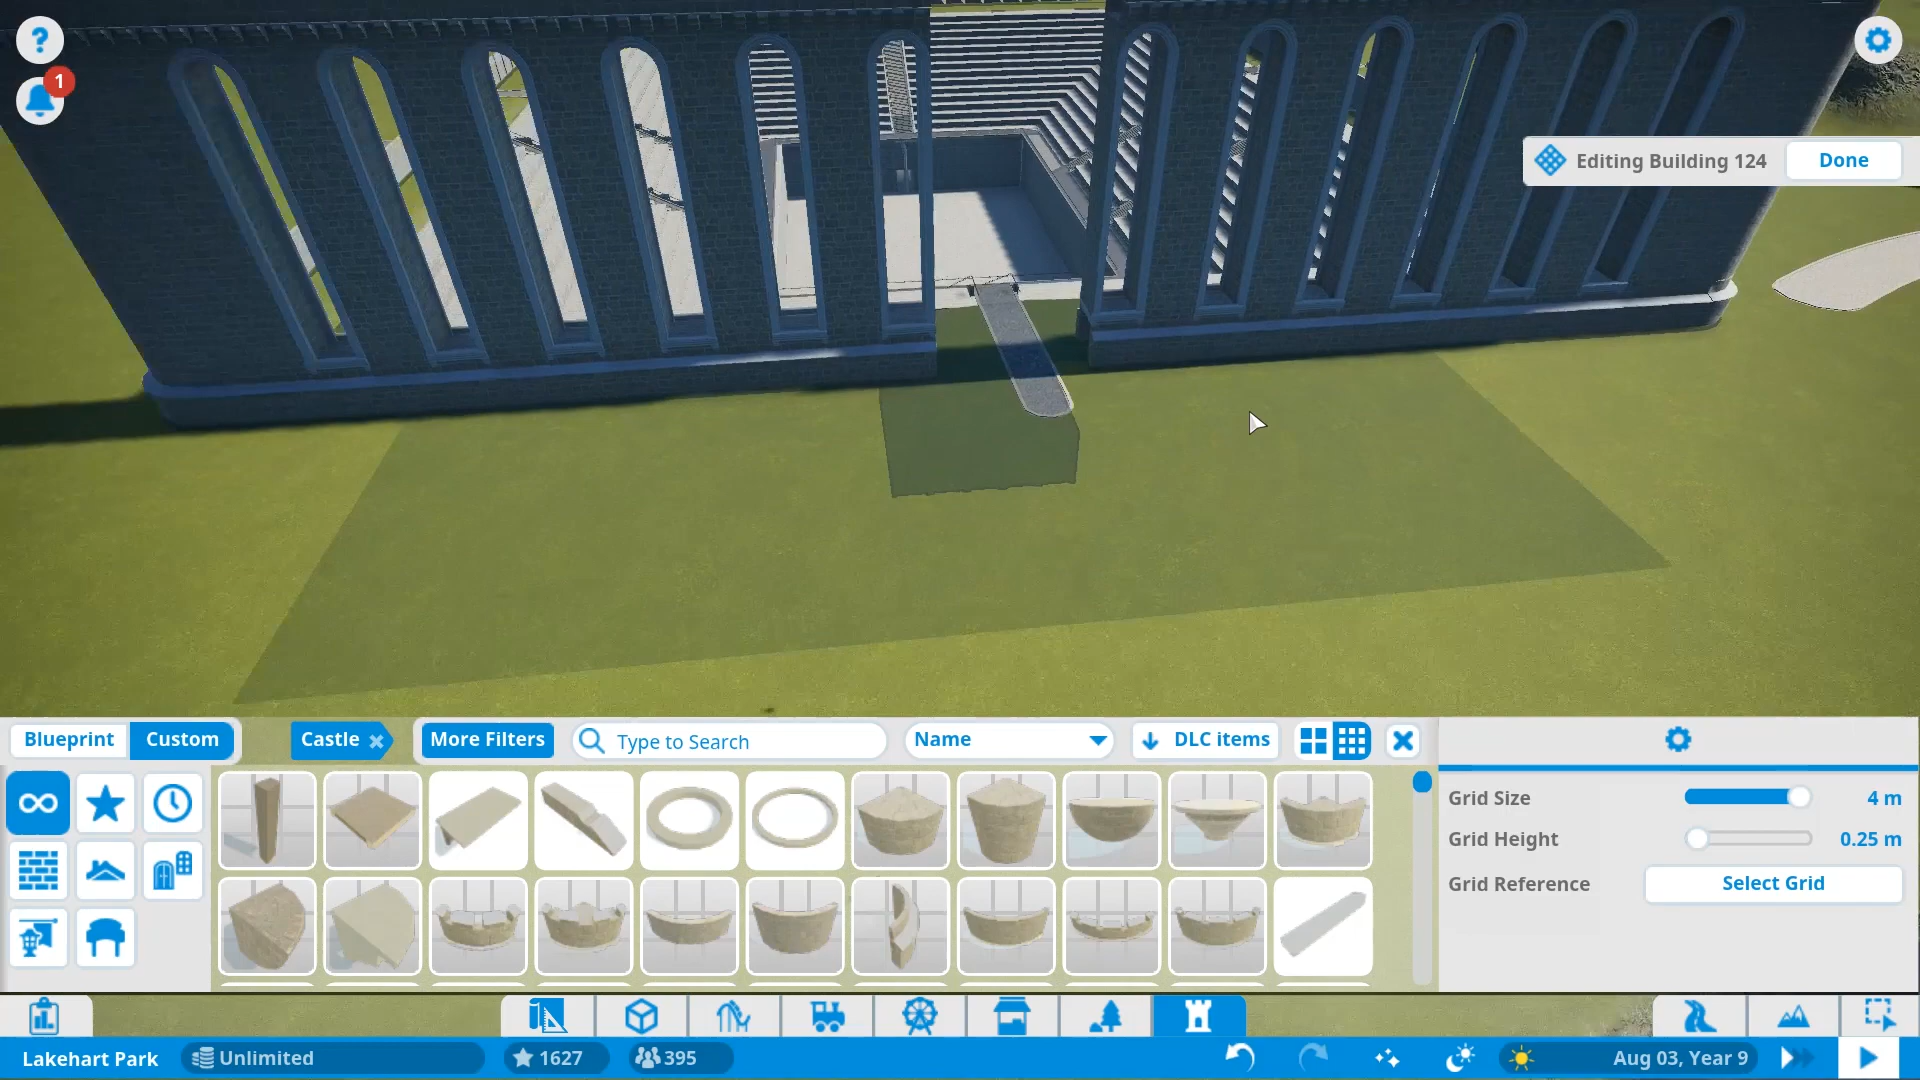 ?
1
Editing Building 124
Done
Blueprint
Custom
Castle
More Filters
Type to Search
Name
DLC items
Grid Size
4 m
Grid Height
0.25 m
Grid Reference
Select Grid
Lakehart Park
Unlimited
1627
395
Aug 03, Year 9